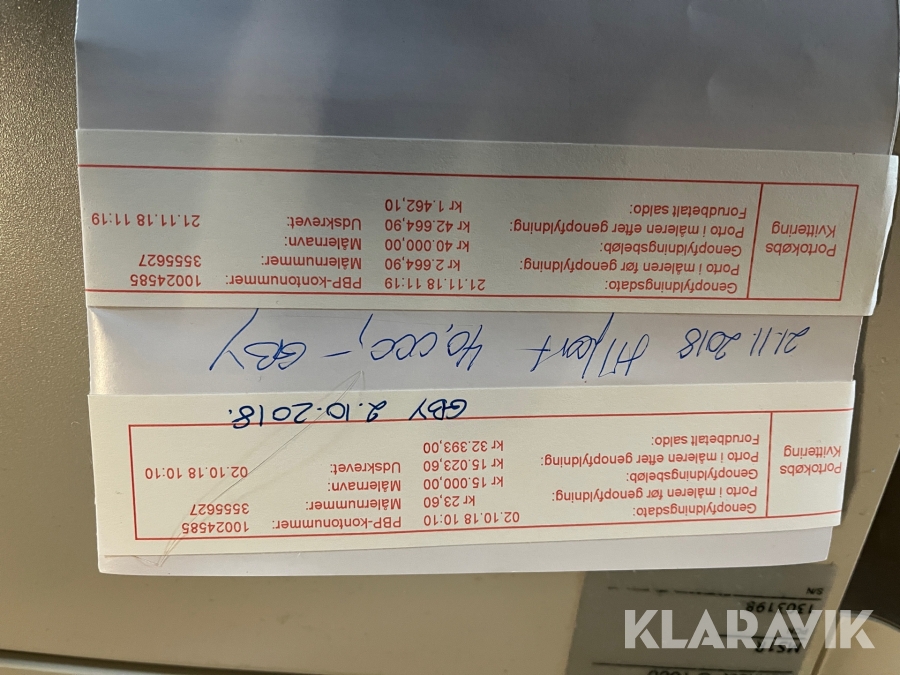 1303198
S/N
Portokøbs
Kvittering
Genopfyldningsdato: 02.10.18 10:10 PBP-kontonummer: 10024585
Porto i måleren før genopfyldning: kr 23,60 Målernummer: 3555627
Genopfyldningsbeløb: kr 15.000,00 Målernavn:
Porto i måleren efter genopfyldning: kr 15.023,60 Udskrevet: 02.10.18 10:10
Forudbetalt saldo: kr 32.393,00
GBY 2.10.2018.
21.11.2018 40.000,- GBY
Portokøbs
Kvittering
Genopfyldningsdato: 21.11.18 11:19 PBP-kontonummer: 10024585
Porto i måleren før genopfyldning: kr 2.664,90 Målernummer: 3555627
Genopfyldningsbeløb: kr 40.000,00 Målernavn:
Porto i måleren efter genopfyldning: kr 42.664,90 Udskrevet: 21.11.18 11:19
Forudbetalt saldo: kr 1.462,10
KLARAVIK